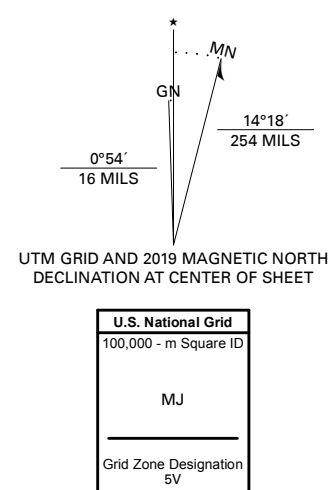 ★
MN
GN
14°18´
254 MILS
0°54´
16 MILS
UTM GRID AND 2019 MAGNETIC NORTH
DECLINATION AT CENTER OF SHEET
U.S. National Grid
100,000 - m Square ID
MJ
Grid Zone Designation
5V